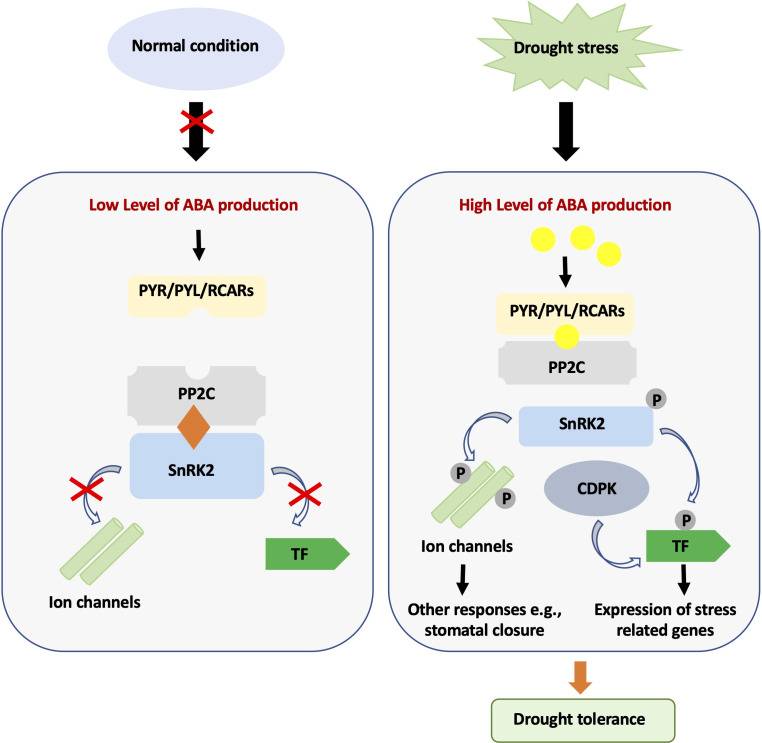 Normal condition
Low Level of ABA production
PYR/PYL/RCARs
PP2C
SnRK2
TF
Ion channels
Drought stress
High Level of ABA production
PYR/PYL/RCARs
PP2C
P
SnRK2
P
P
CDPK
P
TF
Ion channels
Other responses e.g.,
stomatal closure
Expression of stress
related genes
Drought tolerance